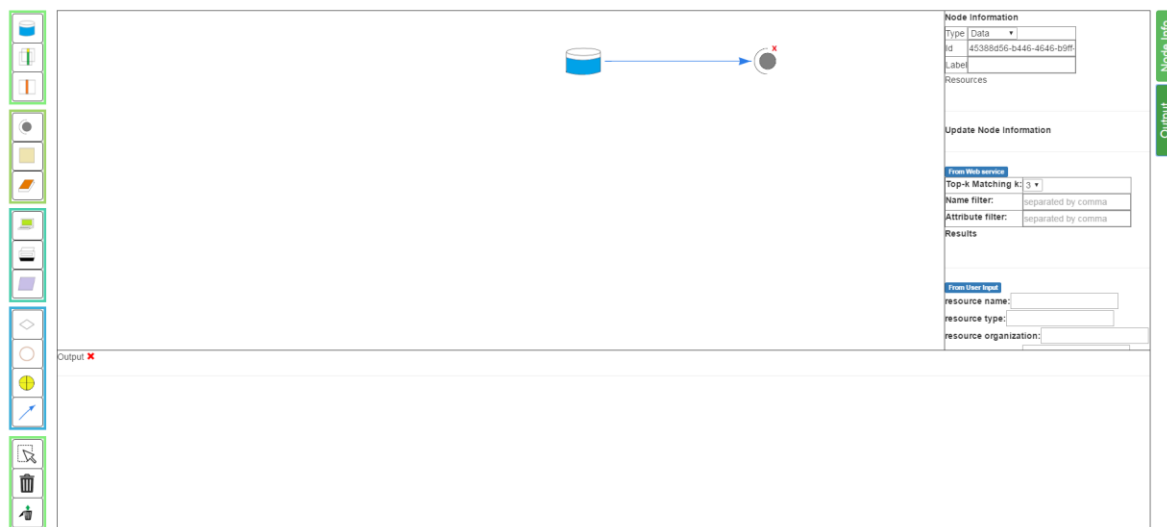 Node Information
Type Data
Id 45388d56-b446-4646-b9ff-
Label
Resources
Update Node Information
From Web service
Top-k Matching k: 3
Name filter: separated by comma
Attribute filter: separated by comma
Results
From User Input
resource name:
resource type:
resource organization:
Output
Node Info
Output
x